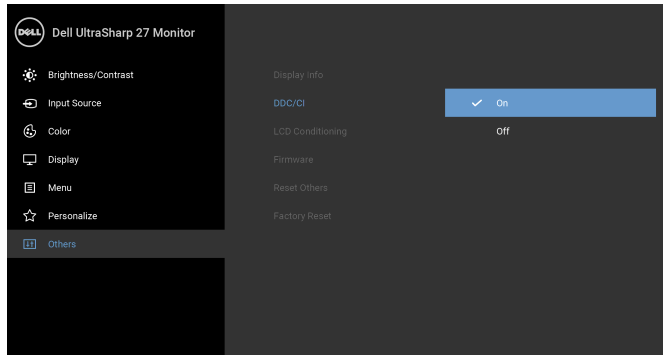 DELL Dell UltraSharp 27 Monitor
Brightness/Contrast
Input Source
Color
Display
Menu
Personalize
Others
Display Info
DDC/CI
LCD Conditioning
Firmware
Reset Others
Factory Reset
On
Off